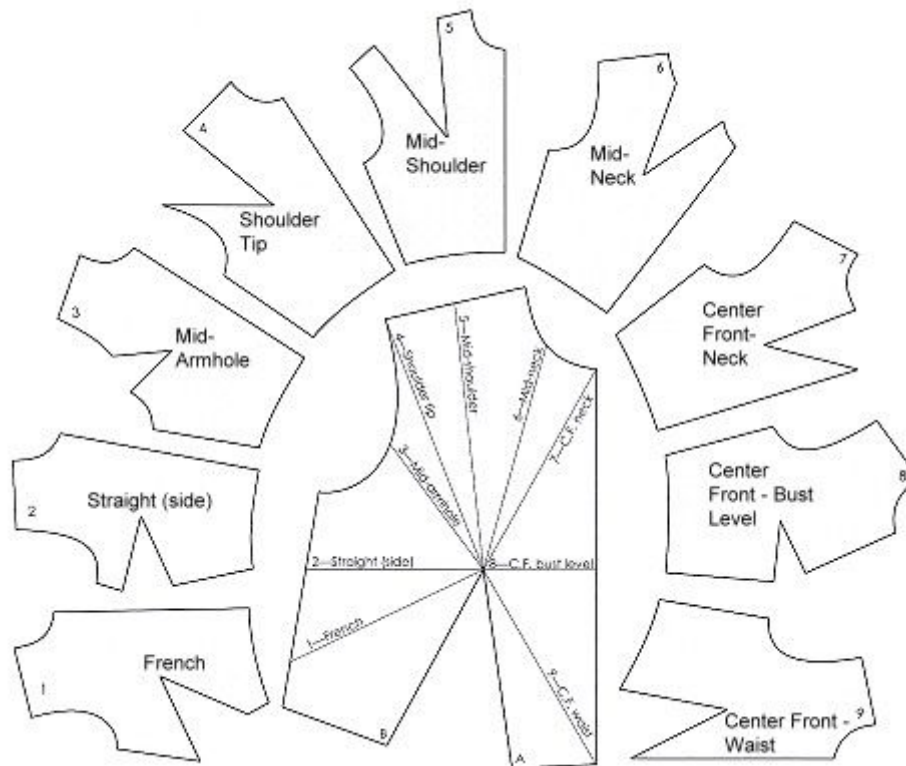 5
Mid-
Shoulder
6
Mid-
Neck
4
Shoulder
Tip
7
Center
Front-
Neck
3
Mid-
Armhole
8
Center
Front - Bust
Level
2
Straight (side)
1
French
9
Center Front -
Waist
4—Shoulder tip
5—Mid-shoulder
6—Mid-neck
7—C.F. neck
3—Mid-armhole
2—Straight (side)
8—C.F. bust level
1—French
9—C.F. waist
B
A